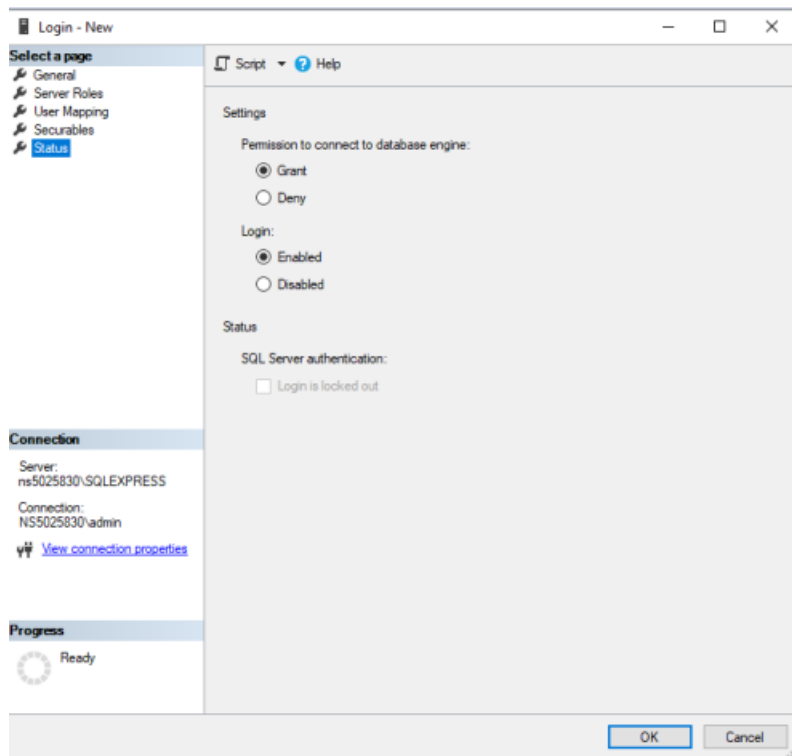 Login - New
Select a page
General
Server Roles
User Mapping
Securables
Status
Script
Help
Settings
Permission to connect to database engine:
Grant
Deny
Login:
Enabled
Disabled
Status
SQL Server authentication:
Login is locked out
Connection
Server:
ns5025830\SQLEXPRESS
Connection:
NS5025830\admin
View connection properties
Progress
Ready
OK
Cancel